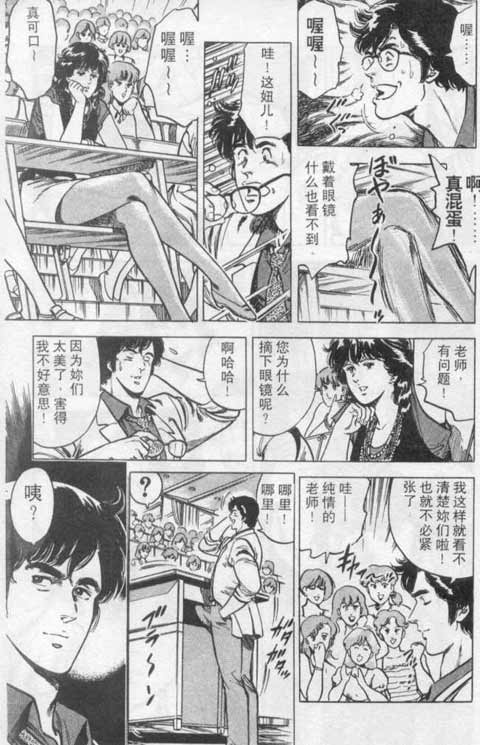 喔……
喔喔~
啊！……
真混蛋！
ぼやーぁっ
戴着眼镜
什么也看不到
哇！这妞儿！
喔…
喔喔~~
真可口~
老师，
有问题！
您为什么
摘下眼镜
呢？
啊哈哈！
因为妳们
太美了，害得
我不好意思！
我这样就看不
清楚妳们啦！
也就不必紧
张了
哇—
纯情的
老师！
哪里！
哪里！
？
咦？